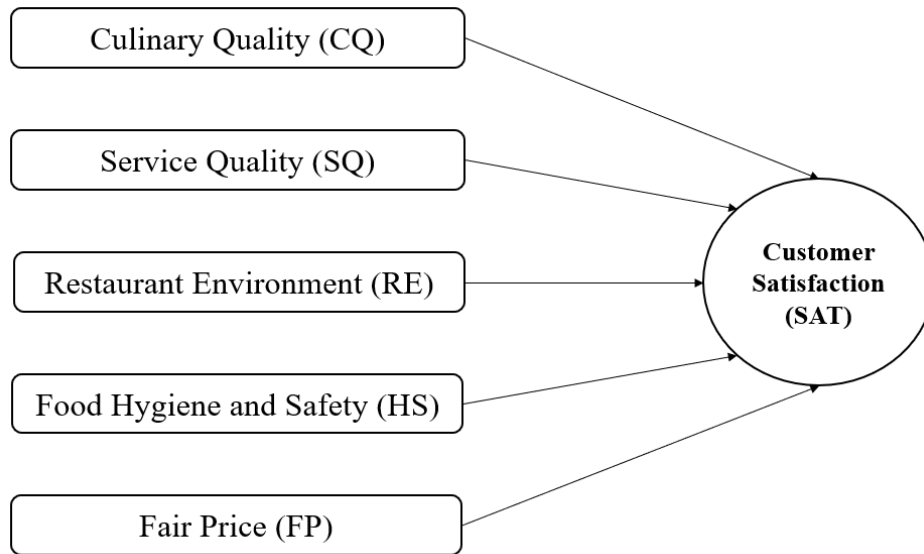 Culinary Quality (CQ)
Service Quality (SQ)
Restaurant Environment (RE)
Food Hygiene and Safety (HS)
Fair Price (FP)
Customer
Satisfaction
(SAT)